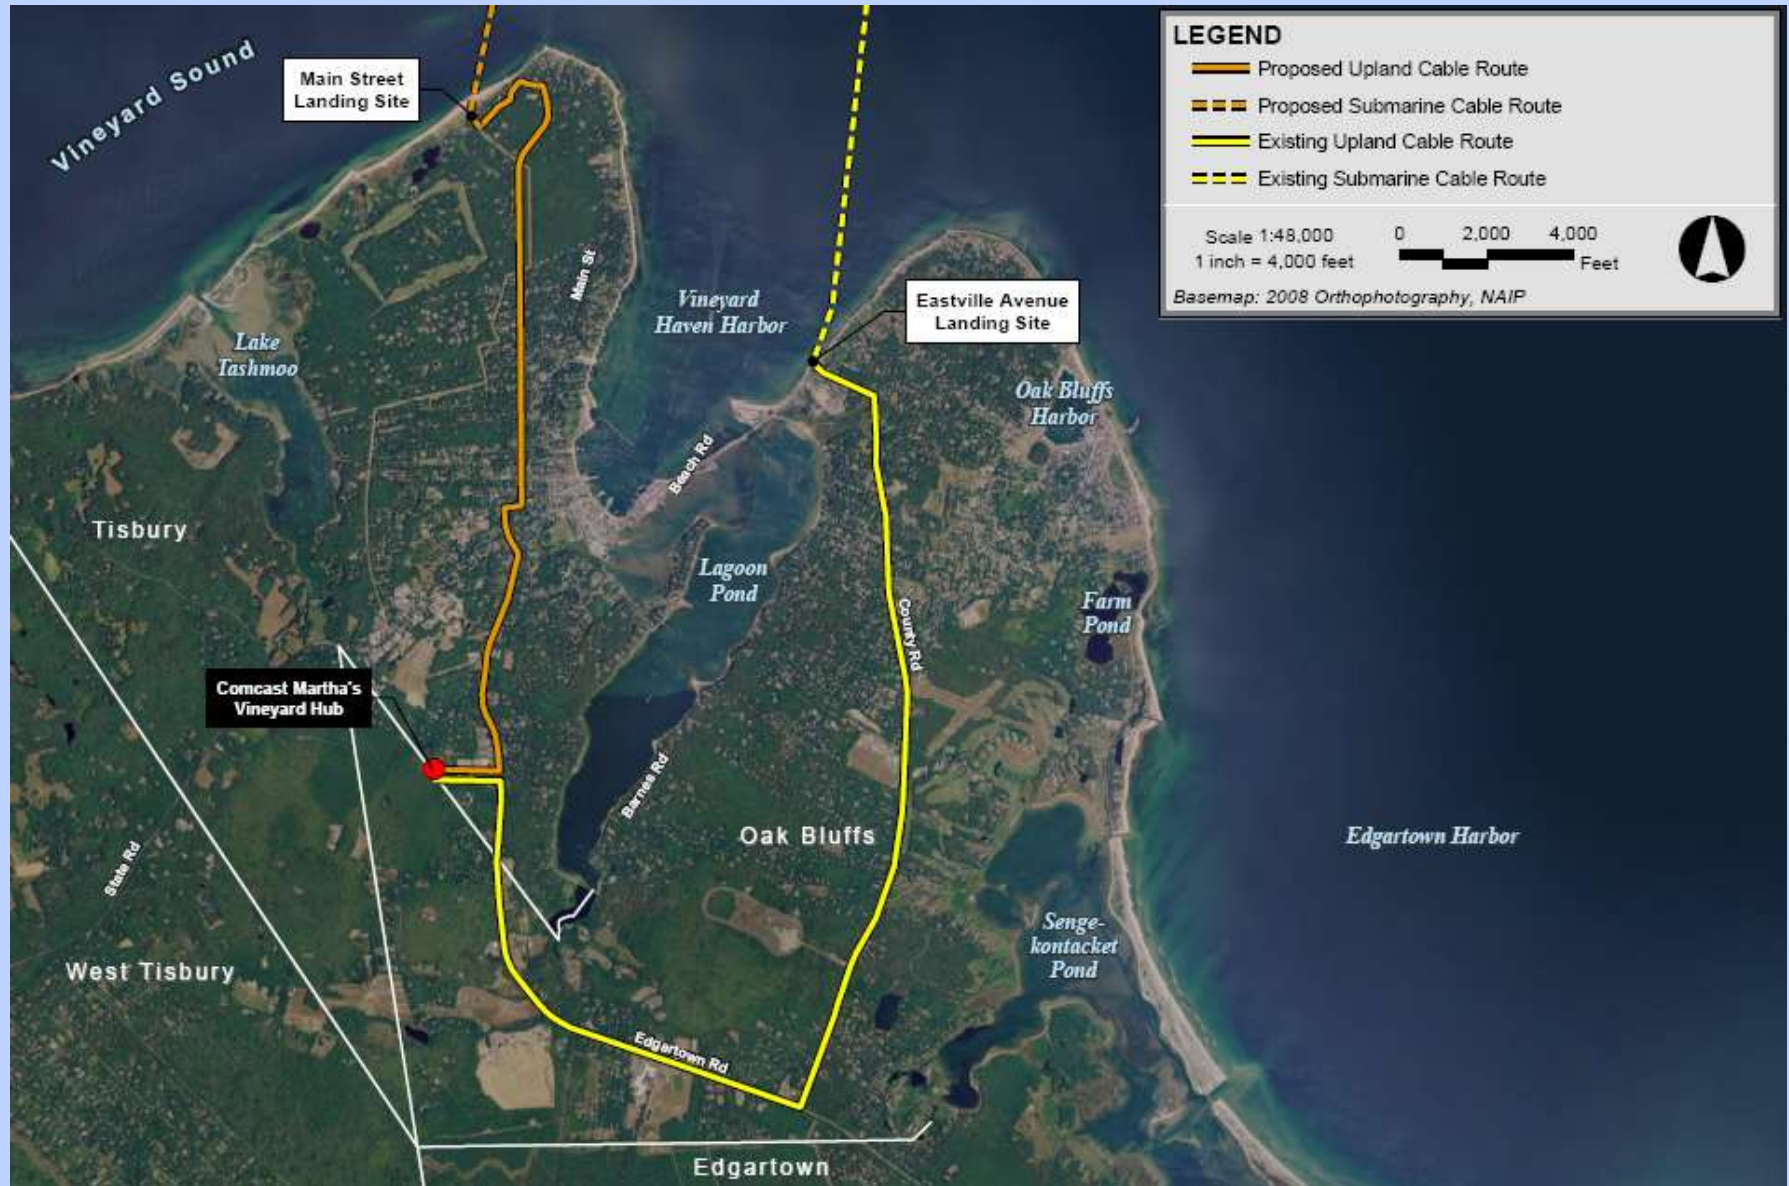 Vineyard Sound
Main Street
Landing Site
LEGEND
Proposed Upland Cable Route
Proposed Submarine Cable Route
Existing Upland Cable Route
Existing Submarine Cable Route
Scale 1:48,000
1 inch = 4,000 feet
0 2,000 4,000
Feet
Basemap: 2008 Orthophotography, NAIP
Main St
Vineyard
Haven Harbor
Eastville Avenue
Landing Site
Lake
Tashmoo
Oak Bluffs
Harbor
Beach Rd
Tisbury
Lagoon
Pond
Farm
Pond
County Rd
Comcast Martha's
Vineyard Hub
Barnes Rd
Oak Bluffs
Edgartown Harbor
State Rd
Senge-
kontacket
Pond
West Tisbury
Edgartown Rd
Edgartown